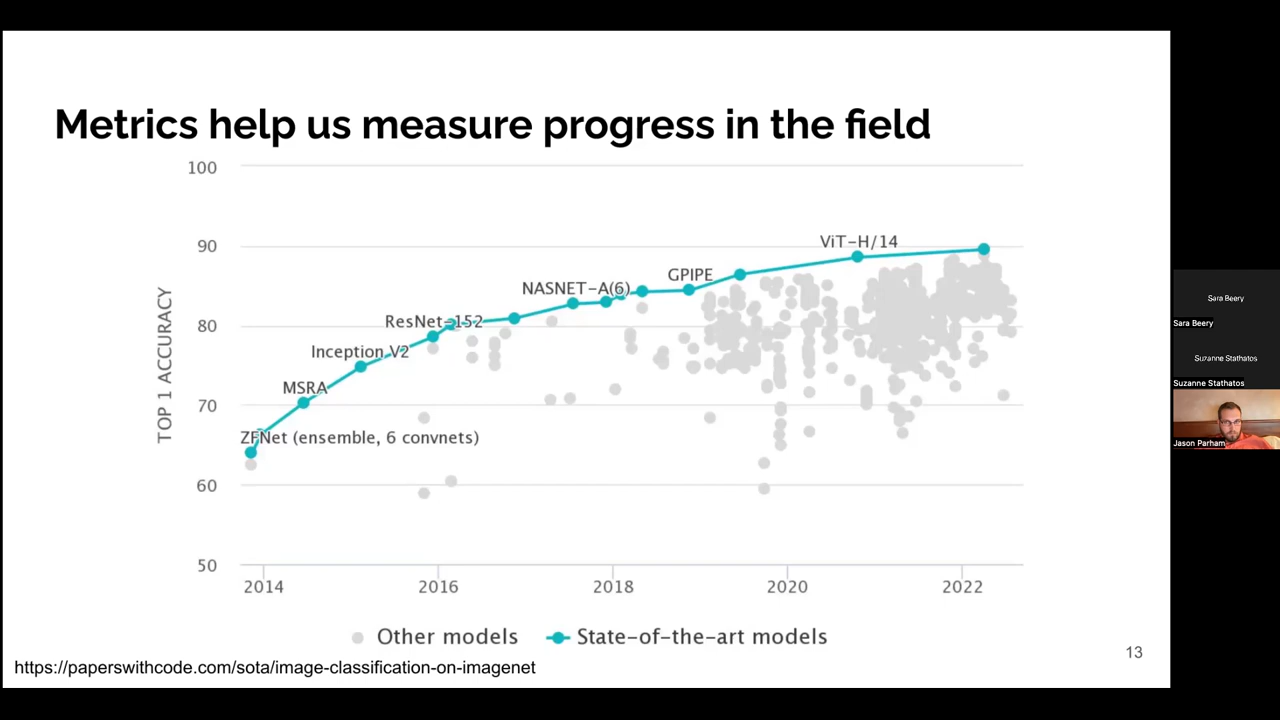 Metrics help us measure progress in the field
100
90
80
70
60
50
TOP 1 ACCURACY
ViT-H/14
GPIPE
NASNET-A(6)
ResNet-152
Inception V2
MSRA
ZFNet (ensemble, 6 convnets)
2014 2016 2018 2020 2022
Other models State-of-the-art models
13
https://paperswithcode.com/sota/image-classification-on-imagenet
Sara Beery
Sara Beery
Suzanne Stathatos
Suzanne Stathatos
Jason Parham